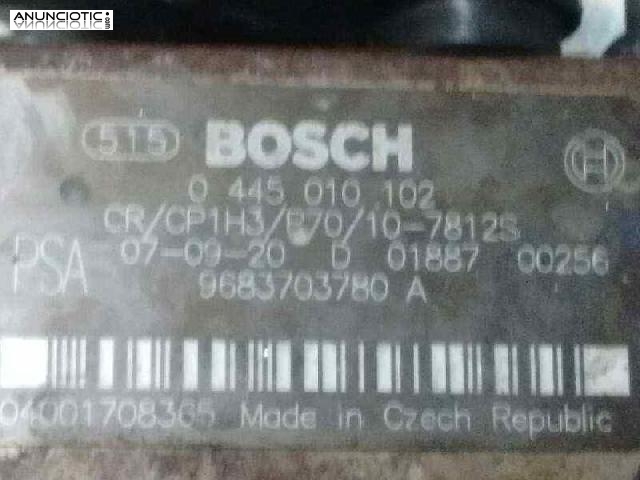 ANUNCIOTIC.com
515 BOSCH
0 445 010 102
CR/CP1H3/R70/10-7812S
PSA 07-09-20 D 01887 00256
9683703780 A
04001708365 Made in Czech Republic